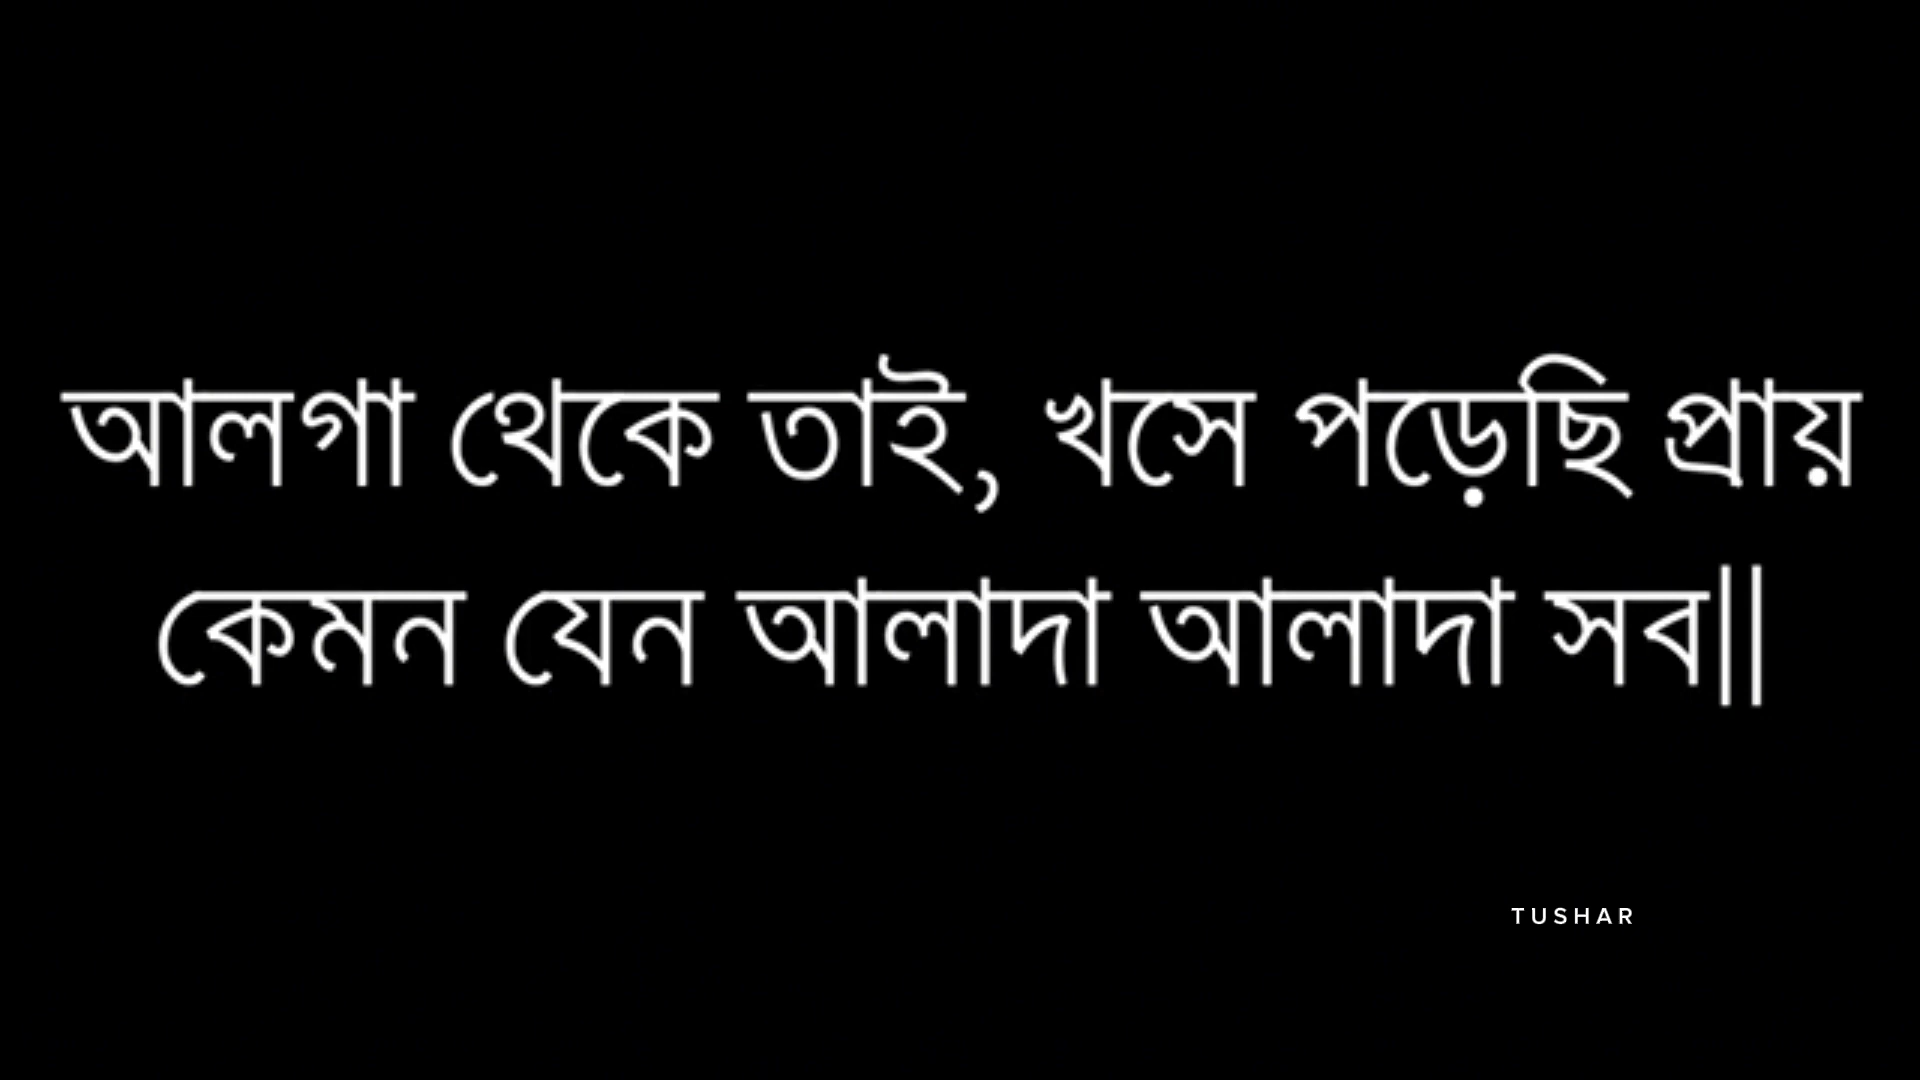 আলগা থেকে তাই, খসে পড়েছি প্রায়
কেমন যেন আলাদা আলাদা সব||
TUSHAR